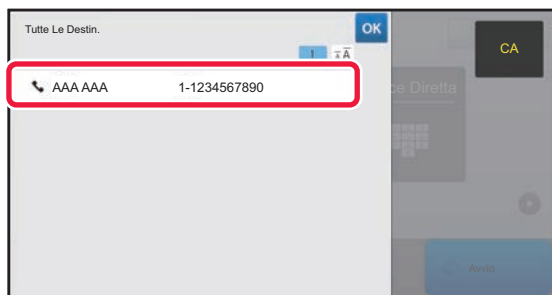 Tutte Le Destin.
OK
CA
1
AAA AAA 1-1234567890
ce Diretta
Avvio